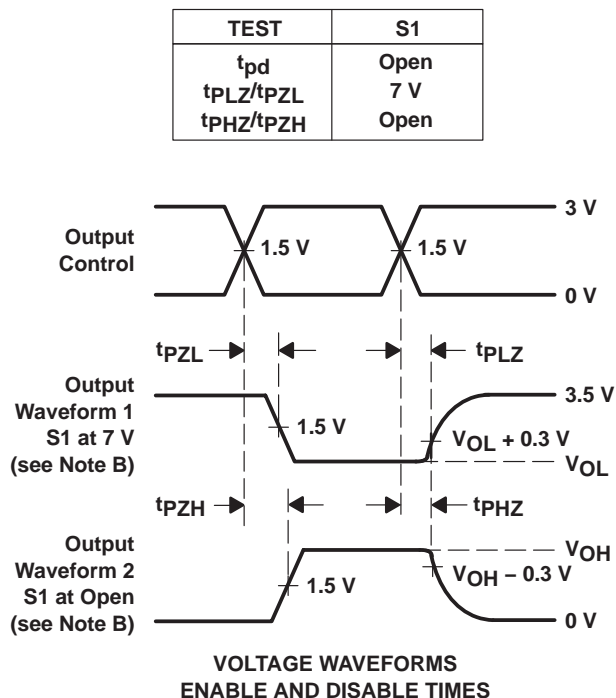 TEST S1
tpd Open
tPLZ/tPZL 7 V
tPHZ/tPZH Open
3 V
Output
Control
1.5 V 1.5 V
0 V
tPZL tPLZ
Output
Waveform 1
S1 at 7 V
(see Note B)
3.5 V
1.5 V
VOL + 0.3 V
VOL
tPZH tPHZ
Output
Waveform 2
S1 at Open
(see Note B)
VOH
VOH – 0.3 V
1.5 V
0 V
VOLTAGE WAVEFORMS
ENABLE AND DISABLE TIMES